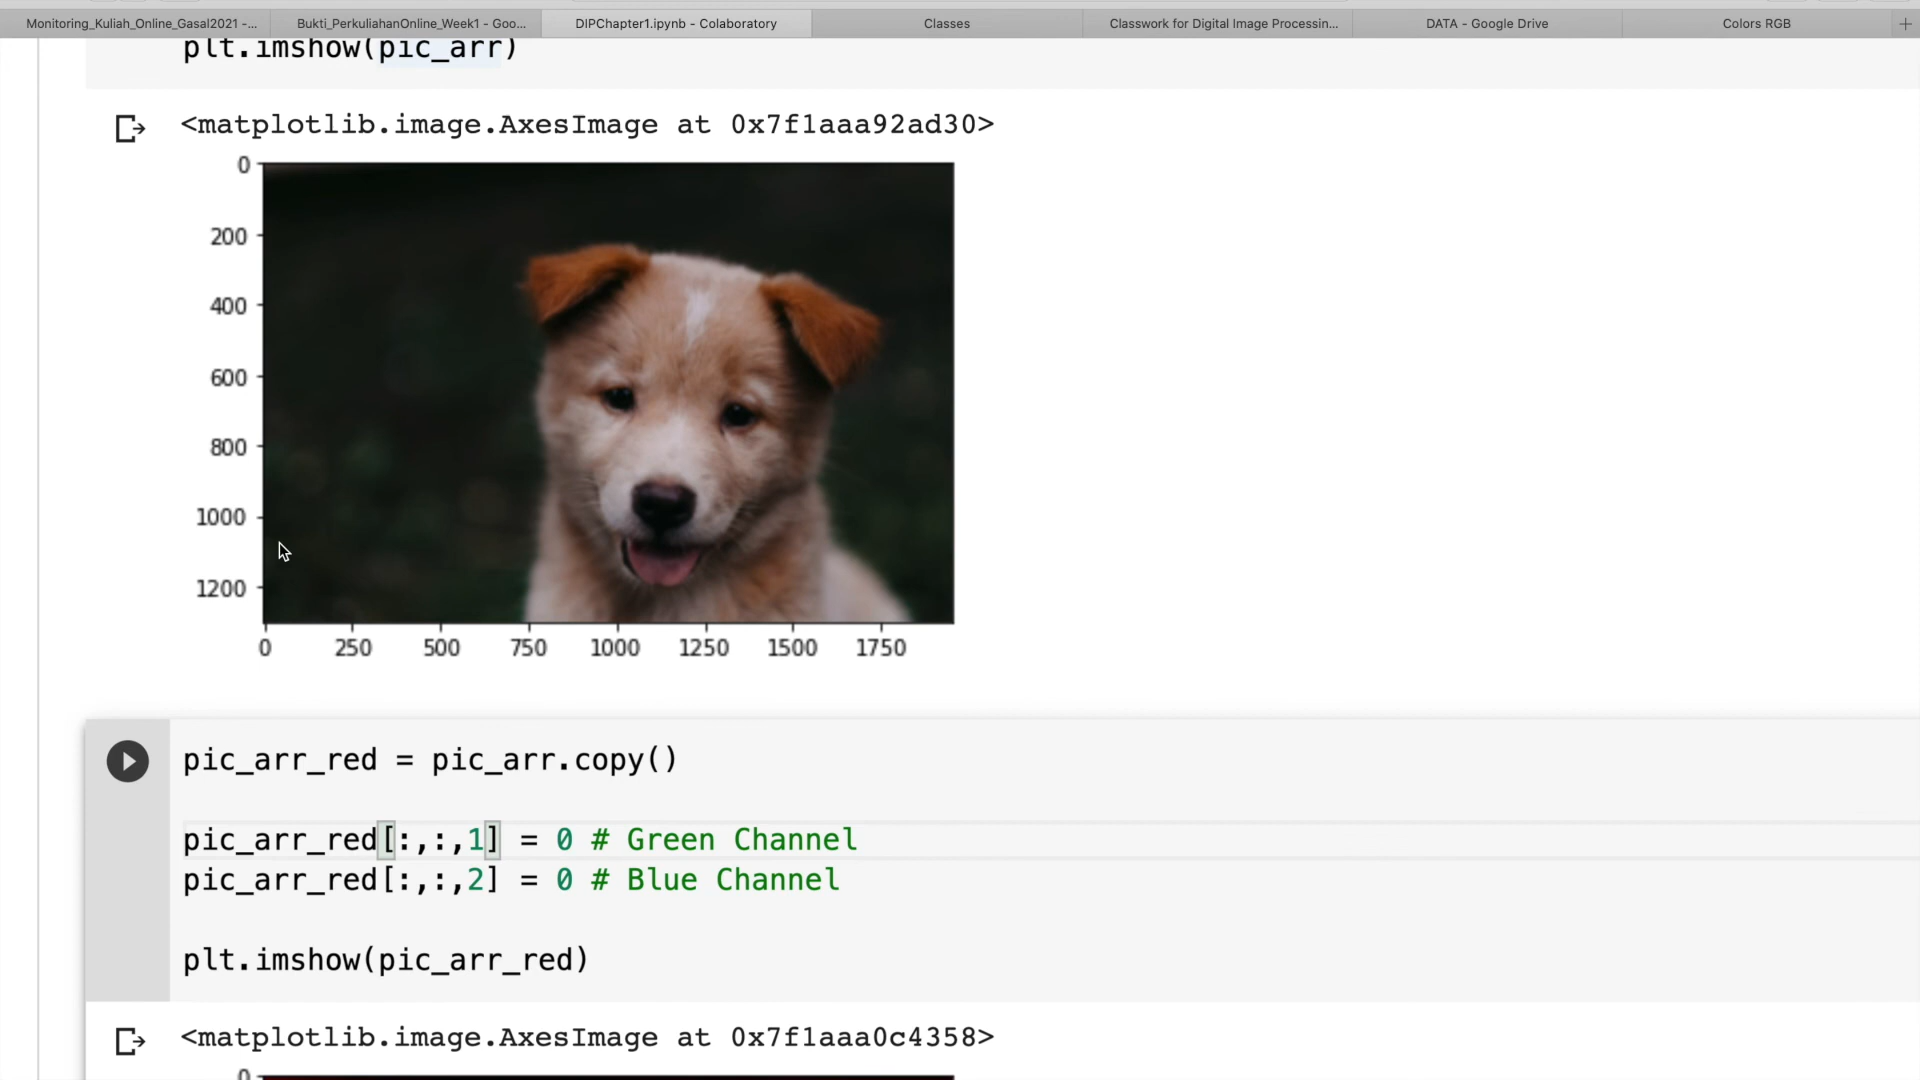 Monitoring_Kuliah_Online_Gasal2021 -...
Bukti_PerkuliahanOnline_Week1 - Goo...
DIPChapter1.ipynb - Colaboratory
Classes
Classwork for Digital Image Processin...
DATA - Google Drive
Colors RGB
plt.imshow(pic_arr)
<matplotlib.image.AxesImage at 0x7f1aaa92ad30>
0
200
400
600
800
1000
1200
0 250 500 750 1000 1250 1500 1750
pic_arr_red = pic_arr.copy()
pic_arr_red[:,:,1] = 0 # Green Channel
pic_arr_red[:,:,2] = 0 # Blue Channel
plt.imshow(pic_arr_red)
<matplotlib.image.AxesImage at 0x7f1aaa0c4358>
0